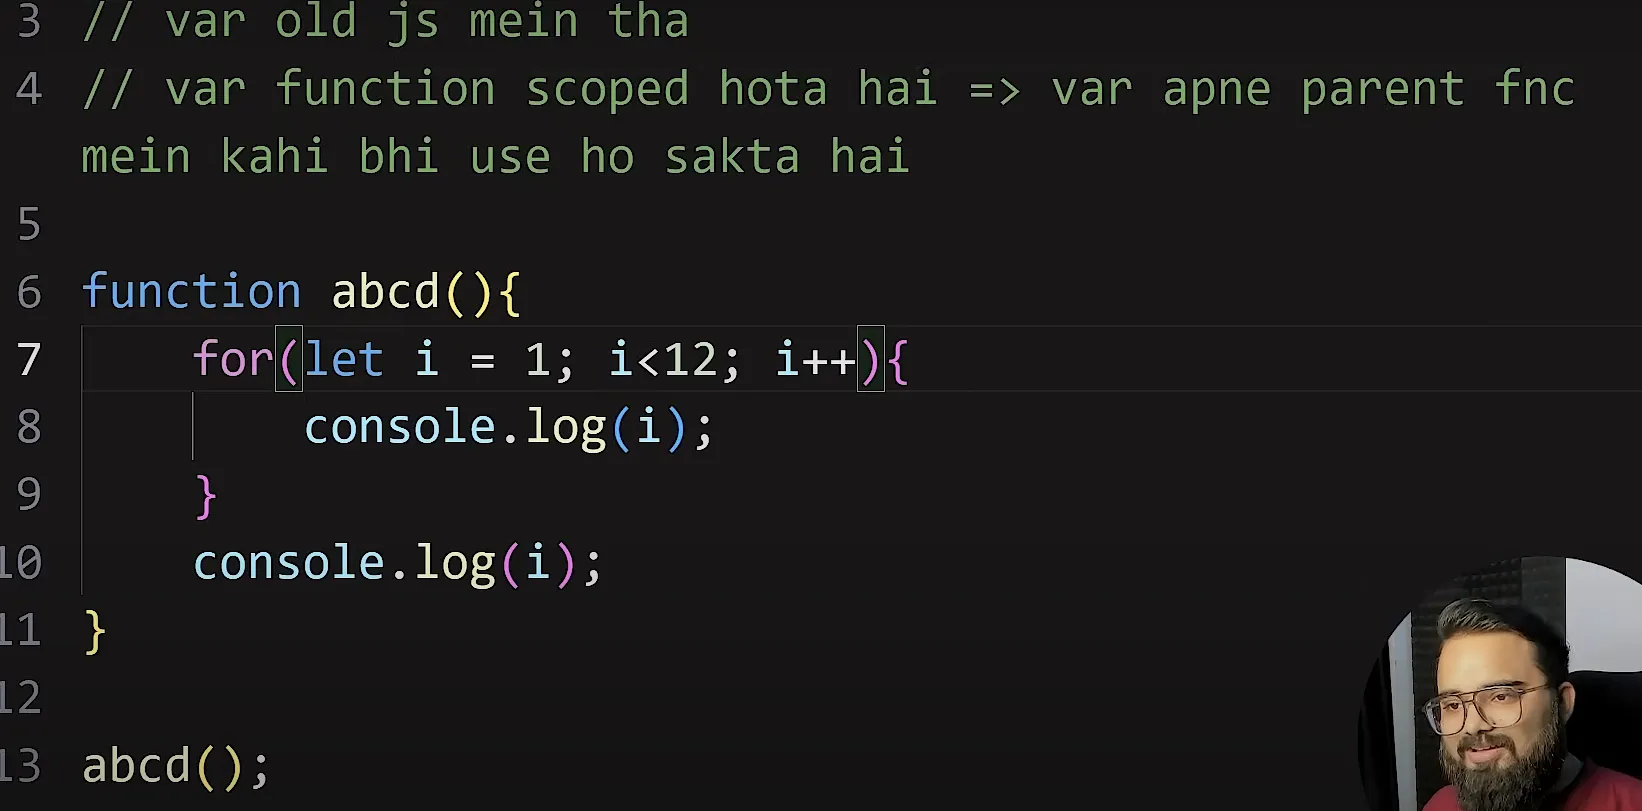 3 // var old js mein tha
4 // var function scoped hota hai => var apne parent fnc
mein kahi bhi use ho sakta hai
5
6 function abcd(){
7 for(let i = 1; i<12; i++){
8 console.log(i);
9 }
10 console.log(i);
11 }
12
13 abcd();